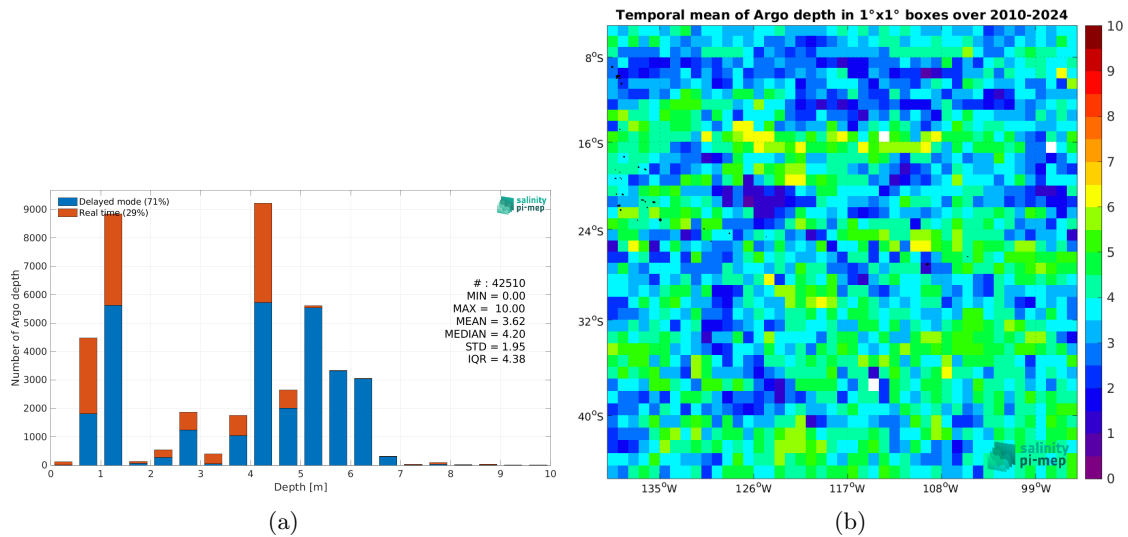 Temporal mean of Argo depth in 1°x1° boxes over 2010-2024
Delayed mode (71%)
Real time (29%)
salinity
pi-mep
# : 42510
MIN = 0.00
MAX = 10.00
MEAN = 3.62
MEDIAN = 4.20
STD = 1.95
IQR = 4.38
Number of Argo depth
9000
8000
7000
6000
5000
4000
3000
2000
1000
0
0 1 2 3 4 5 6 7 8 9 10
Depth [m]
(a)
8°S
16°S
24°S
32°S
40°S
135°W 126°W 117°W 108°W 99°W
salinity
pi-mep
10
9
8
7
6
5
4
3
2
1
0
(b)